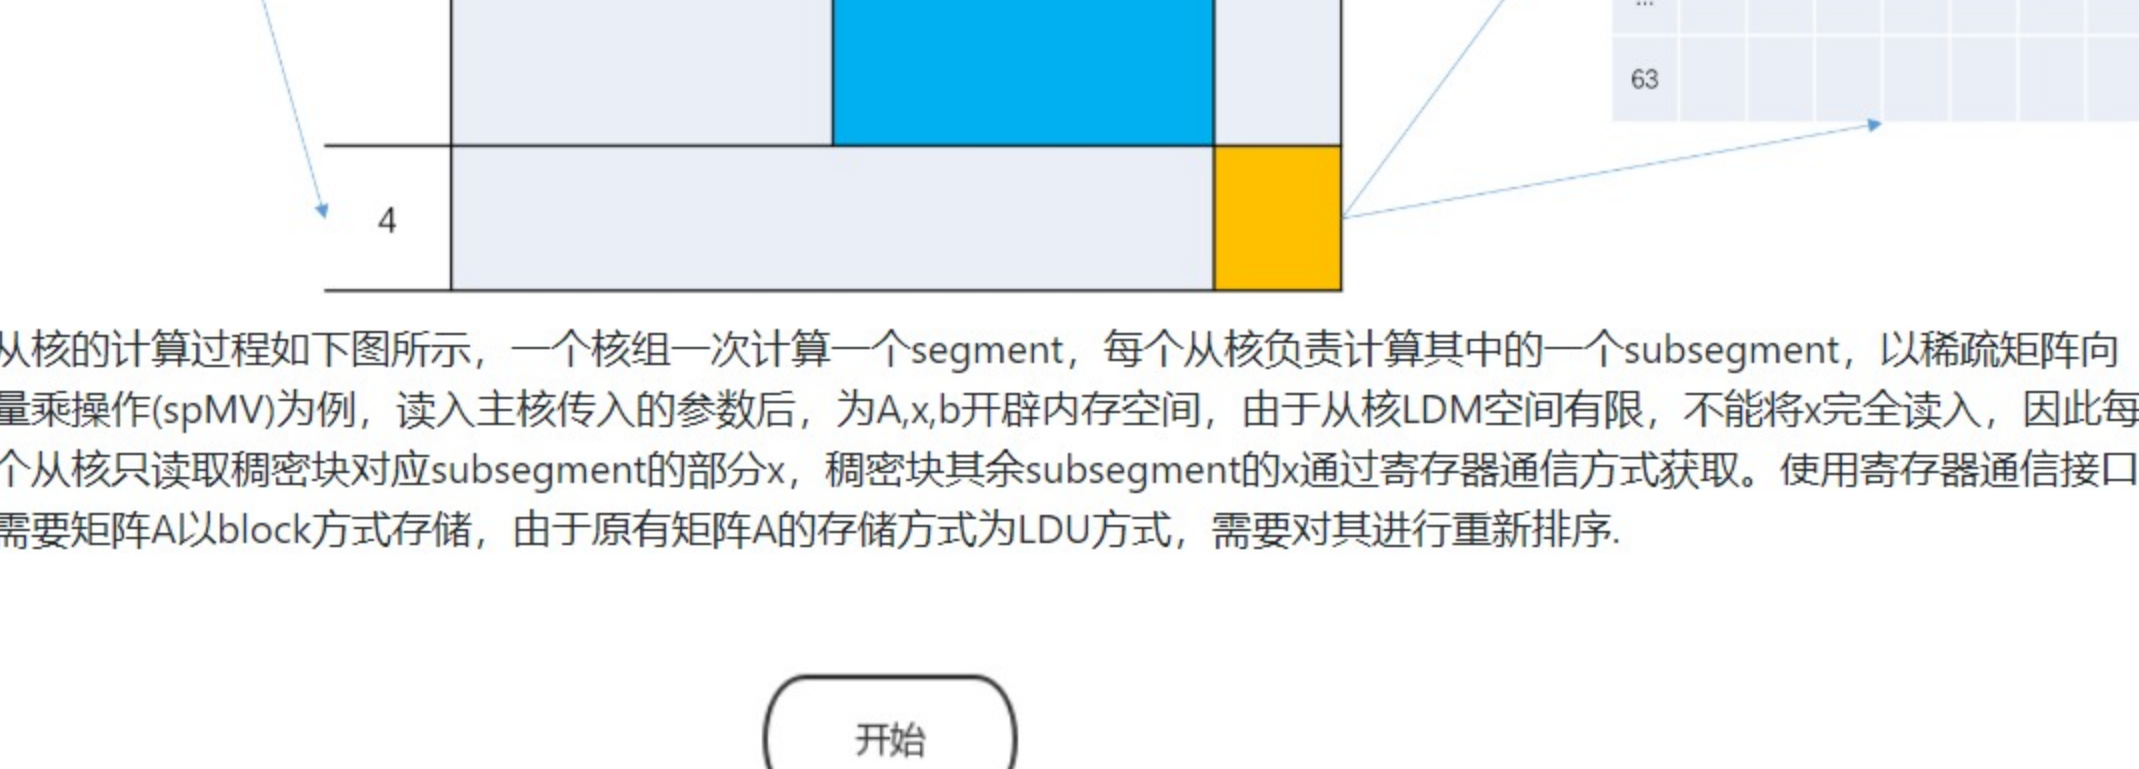 ...
63
4
从核的计算过程如下图所示，一个核组一次计算一个segment，每个从核负责计算其中的一个subsegment，以稀疏矩阵向
量乘操作(spMV)为例，读入主核传入的参数后，为A,x,b开辟内存空间，由于从核LDM空间有限，不能将x完全读入，因此每
个从核只读取稠密块对应subsegment的部分x，稠密块其余subsegment的x通过寄存器通信方式获取。使用寄存器通信接口
需要矩阵A以block方式存储，由于原有矩阵A的存储方式为LDU方式，需要对其进行重新排序.
开始